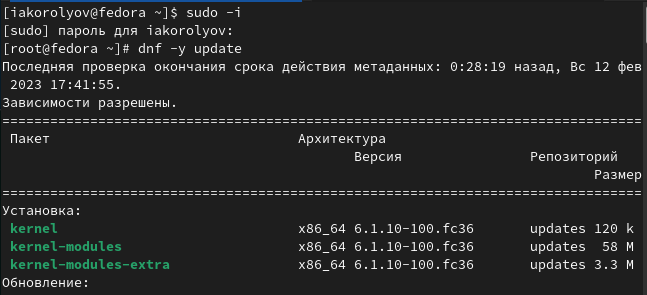 [iakorolyov@fedora ~]$ sudo -i
[sudo] пароль для iakorolyov:
[root@fedora ~]# dnf -y update
Последняя проверка окончания срока действия метаданных: 0:28:19 назад, Вс 12 фев
 2023 17:41:55.
Зависимости разрешены.
================================================================================
 Пакет Архитектура
 Версия Репозиторий
 Размер
================================================================================
Установка:
 kernel x86_64 6.1.10-100.fc36 updates 120 k
 kernel-modules x86_64 6.1.10-100.fc36 updates 58 M
 kernel-modules-extra x86_64 6.1.10-100.fc36 updates 3.3 M
Обновление: